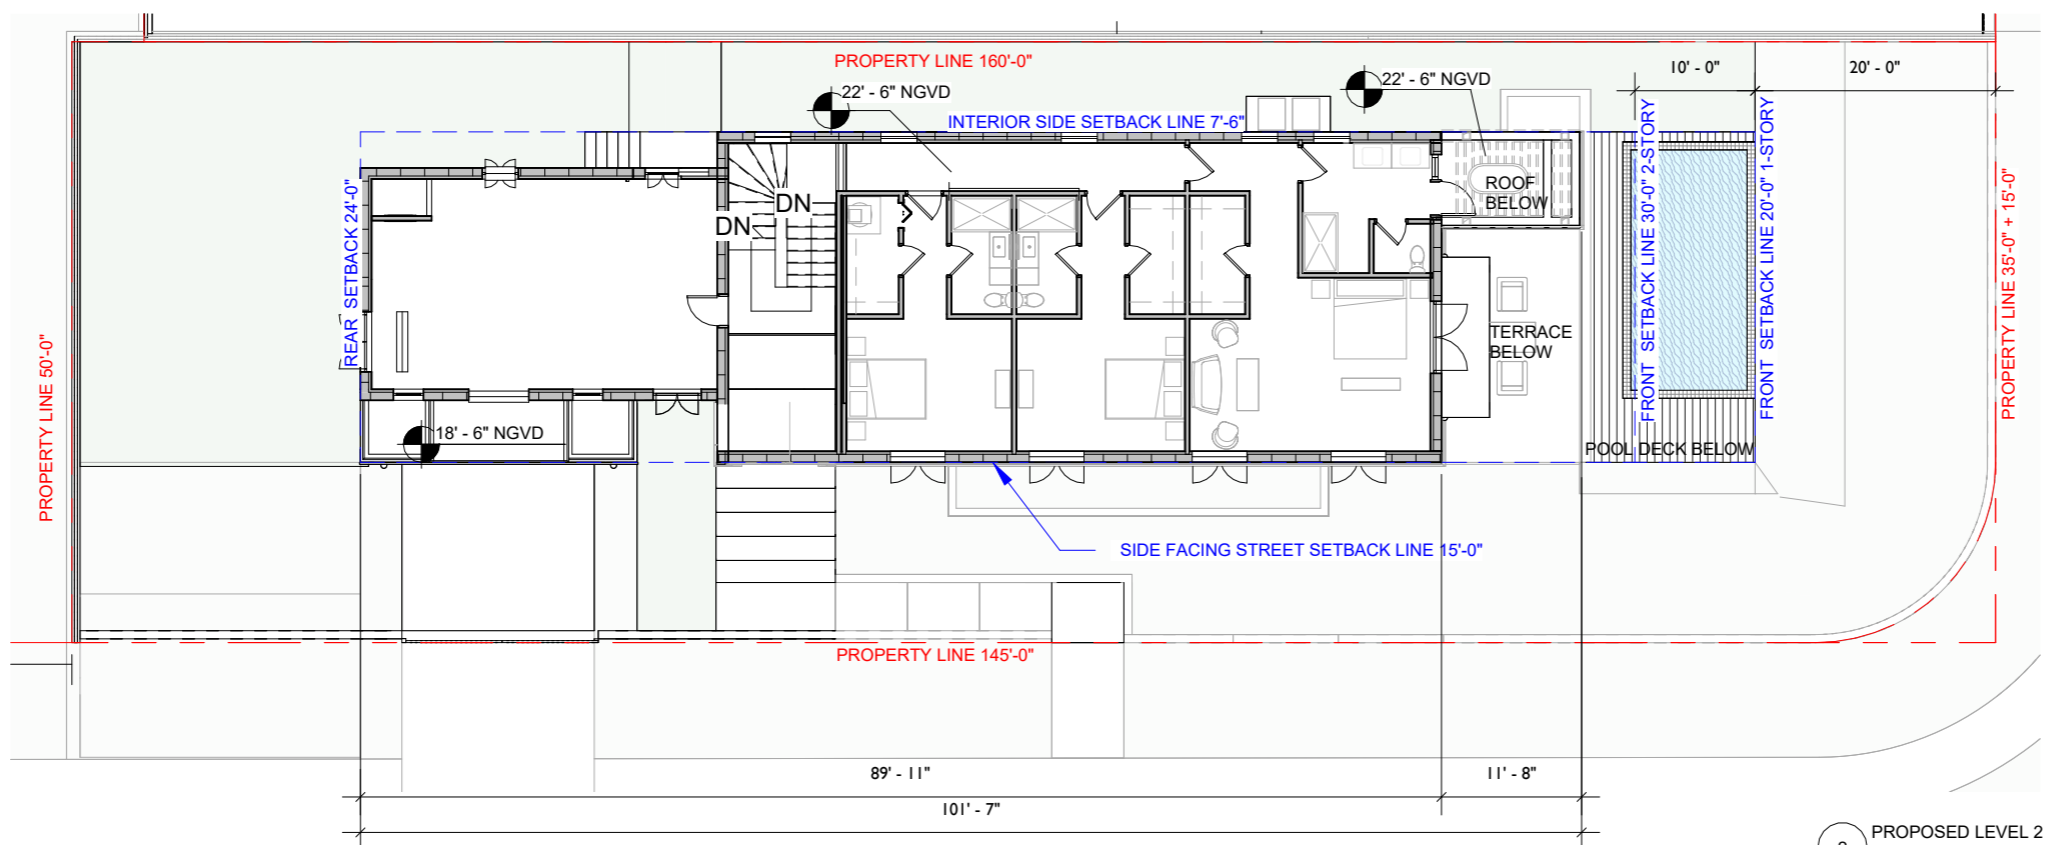 PROPERTY LINE 160'-0"
10' - 0"
20' - 0"
22' - 6" NGVD
22' - 6" NGVD
INTERIOR SIDE SETBACK LINE 7'-6"
REAR SETBACK 24'-0"
DN
DN
ROOF
BELOW
FRONT SETBACK LINE 30'-0" 2-STORY
FRONT SETBACK LINE 20'-0" 1-STORY
PROPERTY LINE 35'-0" + 15'-0"
PROPERTY LINE 50'-0"
TERRACE
BELOW
18' - 6" NGVD
POOL DECK BELOW
SIDE FACING STREET SETBACK LINE 15'-0"
PROPERTY LINE 145'-0"
89' - 11"
11' - 8"
101' - 7"
PROPOSED LEVEL 2